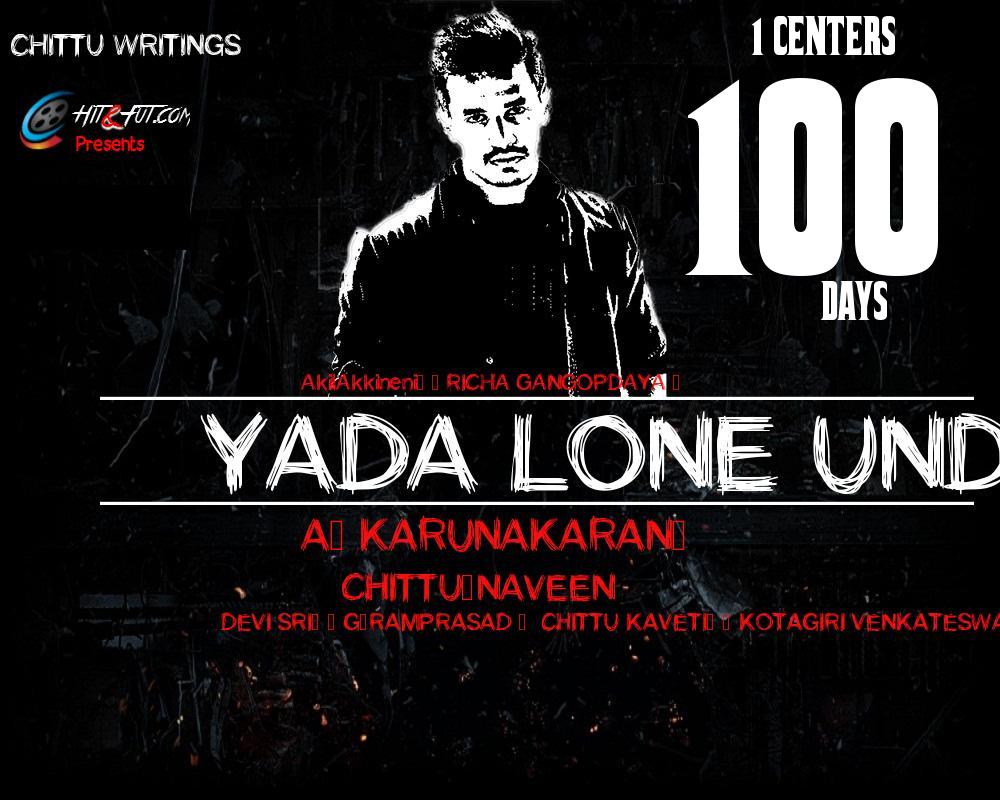 CHITTU WRITINGS
1 CENTERS
100
DAYS
HIT&FUT.COM
Presents
AkilAkkineni RICHA GANGOPDAYA
YADA LONE UND
A KARUNAKARAN
CHITTU NAVEEN
DEVI SRI G RAMPRASAD CHITTU KAVETI KOTAGIRI VENKATESWA